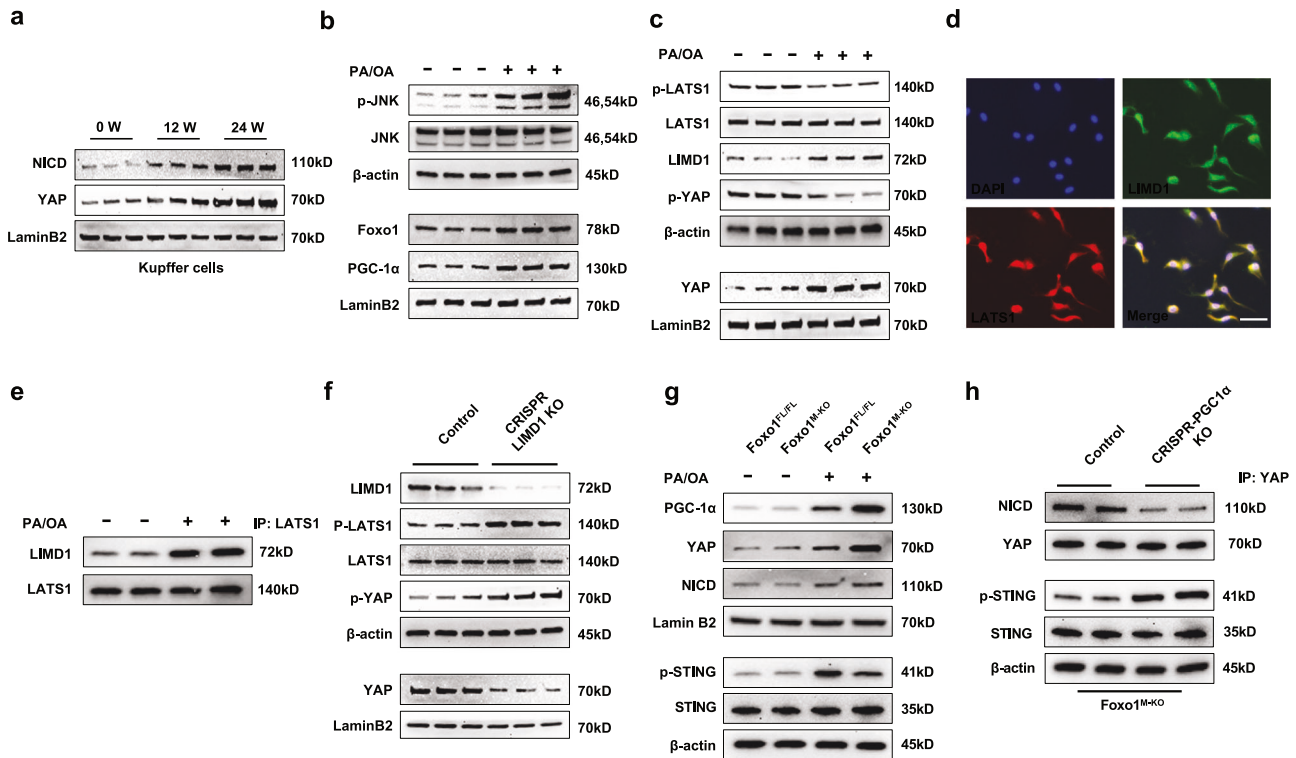 a
0 W 12 W 24 W
NICD 110kD
YAP 70kD
LaminB2 70kD
Kupffer cells
b
PA/OA − − − + + +
p-JNK 46,54kD
JNK 46,54kD
β-actin 45kD
Foxo1 78kD
PGC-1α 130kD
LaminB2 70kD
c
PA/OA − − − + + +
p-LATS1 140kD
LATS1 140kD
LIMD1 72kD
p-YAP 70kD
β-actin 45kD
YAP 70kD
LaminB2 70kD
d
DAPI LIMD1
LATS1 Merge
e
PA/OA − − + + IP: LATS1
LIMD1 72kD
LATS1 140kD
f
Control CRISPR
LIMD1 KO
LIMD1 72kD
P-LATS1 140kD
LATS1 140kD
p-YAP 70kD
β-actin 45kD
YAP 70kD
LaminB2 70kD
g
Foxo1FL/FL Foxo1M-KO Foxo1FL/FL Foxo1M-KO
PA/OA − − + +
PGC-1α 130kD
YAP 70kD
NICD 110kD
Lamin B2 70kD
p-STING 41kD
STING 35kD
β-actin 45kD
h
Control CRISPR-PGC1α
KO
IP: YAP
NICD 110kD
YAP 70kD
p-STING 41kD
STING 35kD
β-actin 45kD
Foxo1M-KO